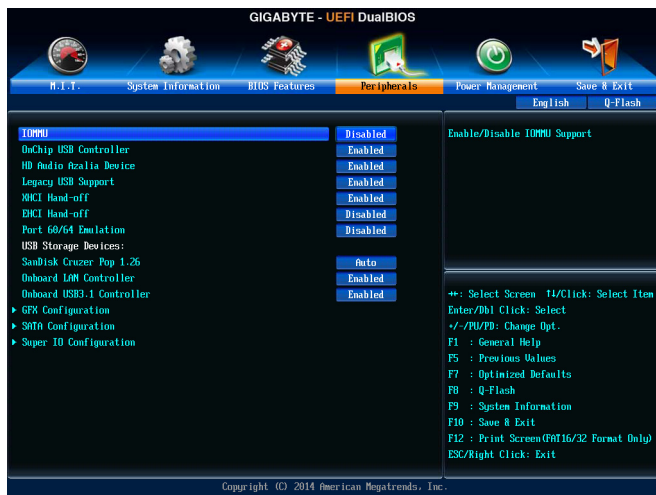 GIGABYTE - UEFI DualBIOS
M.I.T.
System Information
BIOS Features
Peripherals
Power Management
Save & Exit
English
Q-Flash
IOMMU Disabled
OnChip USB Controller Enabled
HD Audio Azalia Device Enabled
Legacy USB Support Enabled
XHCI Hand-off Enabled
EHCI Hand-off Disabled
Port 60/64 Emulation Disabled
USB Storage Devices:
SanDisk Cruzer Pop 1.26 Auto
Onboard LAN Controller Enabled
Onboard USB3.1 Controller Enabled
GFX Configuration
SATA Configuration
Super IO Configuration
Enable/Disable IOMMU Support
→←: Select Screen ↑↓/Click: Select Item
Enter/Dbl Click: Select
+/-/PU/PD: Change Opt.
F1 : General Help
F5 : Previous Values
F7 : Optimized Defaults
F8 : Q-Flash
F9 : System Information
F10 : Save & Exit
F12 : Print Screen(FAT16/32 Format Only)
ESC/Right Click: Exit
Copyright (C) 2014 American Megatrends, Inc.